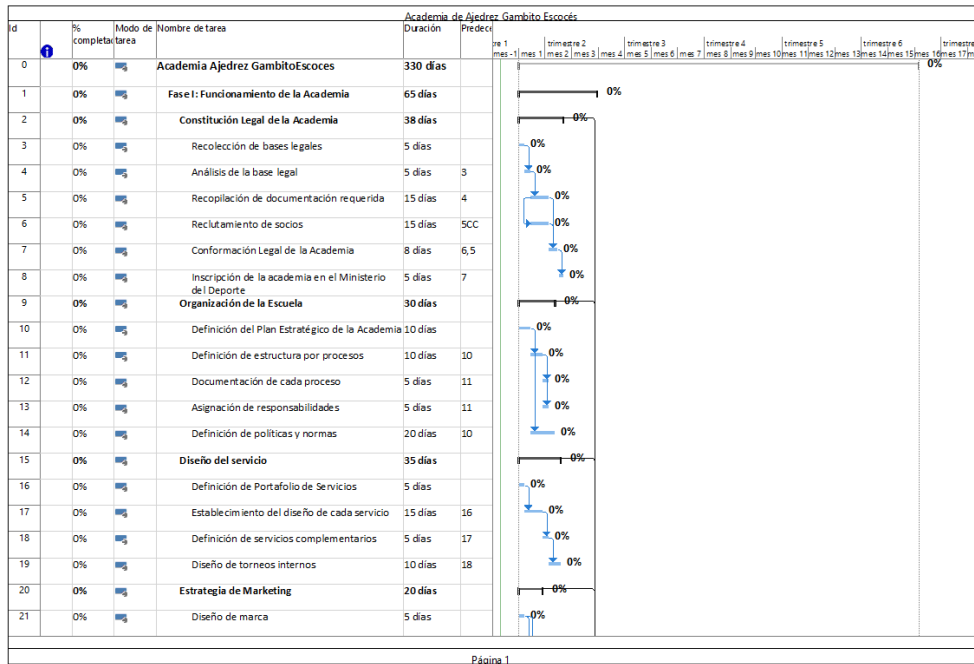 Academia de Ajedrez Gambito Escocés
Id % completado Modo de tarea Nombre de tarea Duración Predece
re 1 trimestre 2 trimestre 3 trimestre 4 trimestre 5 trimestre 6 trimestre
mes -1 mes 1 mes 2 mes 3 mes 4 mes 5 mes 6 mes 7 mes 8 mes 9 mes 10 mes 11 mes 12 mes 13 mes 14 mes 15 mes 16 mes 17 m
0 0% Academia Ajedrez GambitoEscoces 330 días 0%
1 0% Fase I: Funcionamiento de la Academia 65 días 0%
2 0% Constitución Legal de la Academia 38 días 0%
3 0% Recolección de bases legales 5 días 0%
4 0% Análisis de la base legal 5 días 3 0%
5 0% Recopilación de documentación requerida 15 días 4 0%
6 0% Reclutamiento de socios 15 días 5CC 0%
7 0% Conformación Legal de la Academia 8 días 6,5 0%
8 0% Inscripción de la academia en el Ministerio 5 días 7 0%
del Deporte
9 0% Organización de la Escuela 30 días 0%
10 0% Definición del Plan Estratégico de la Academia 10 días 0%
11 0% Definición de estructura por procesos 10 días 10 0%
12 0% Documentación de cada proceso 5 días 11 0%
13 0% Asignación de responsabilidades 5 días 11 0%
14 0% Definición de políticas y normas 20 días 10 0%
15 0% Diseño del servicio 35 días 0%
16 0% Definición de Portafolio de Servicios 5 días 0%
17 0% Establecimiento del diseño de cada servicio 15 días 16 0%
18 0% Definición de servicios complementarios 5 días 17 0%
19 0% Diseño de torneos internos 10 días 18 0%
20 0% Estrategia de Marketing 20 días 0%
21 0% Diseño de marca 5 días 0%
Página 1